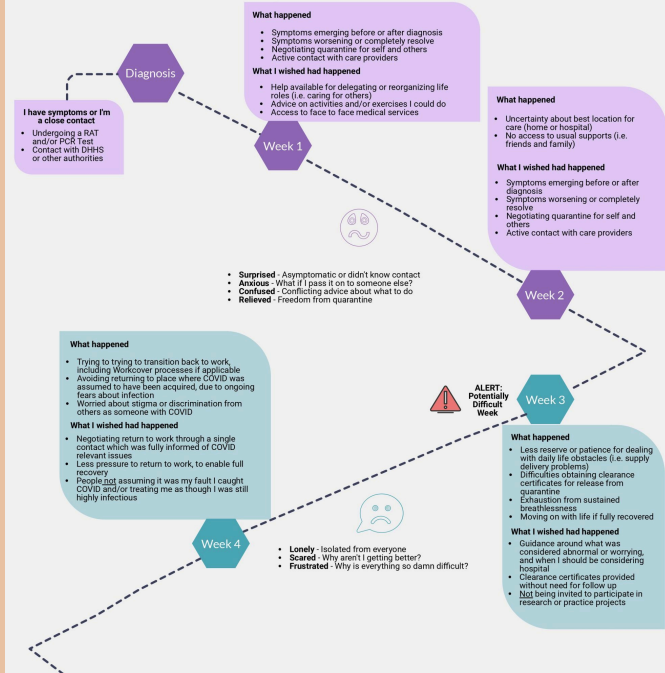 Diagnosis
I have symptoms or I'm
a close contact
• Undergoing a RAT
and/or PCR Test
• Contact with DHHS
or other authorities
What happened
• Symptoms emerging before or after diagnosis
• Symptoms worsening or completely resolve
• Negotiating quarantine for self and others
• Active contact with care providers
What I wished had happened
• Help available for delegating or reorganizing life
roles (i.e. caring for others)
• Advice on activities and/or exercises I could do
• Access to face to face medical services
Week 1
What happened
• Uncertainty about best location for
care (home or hospital)
• No access to usual supports (i.e.
friends and family)
What I wished had happened
• Symptoms emerging before or after
diagnosis
• Symptoms worsening or completely
resolve
• Negotiating quarantine for self and
others
• Active contact with care providers
Week 2
• Surprised - Asymptomatic or didn't know contact
• Anxious - What if I pass it on to someone else?
• Confused - Conflicting advice about what to do
• Relieved - Freedom from quarantine
ALERT:
Potentially
Difficult
Week
Week 3
What happened
• Less reserve or patience for dealing
with daily life obstacles (i.e. supply
delivery problems)
• Difficulties obtaining clearance
certificates for release from
quarantine
• Exhaustion from sustained
breathlessness
• Moving on with life if fully recovered
What I wished had happened
• Guidance around what was
considered abnormal or worrying,
and when I should be considering
hospital
• Clearance certificates provided
without need for follow up
• Not being invited to participate in
research or practice projects
What happened
• Trying to trying to transition back to work,
including Workcover processes if applicable
• Avoiding returning to place where COVID was
assumed to have been acquired, due to ongoing
fears about infection
• Worried about stigma or discrimination from
others as someone with COVID
What I wished had happened
• Negotiating return to work through a single
contact which was fully informed of COVID
relevant issues
• Less pressure to return to work, to enable full
recovery
• People not assuming it was my fault I caught
COVID and/or treating me as though I was still
highly infectious
Week 4
• Lonely - Isolated from everyone
• Scared - Why aren't I getting better?
• Frustrated - Why is everything so damn difficult?